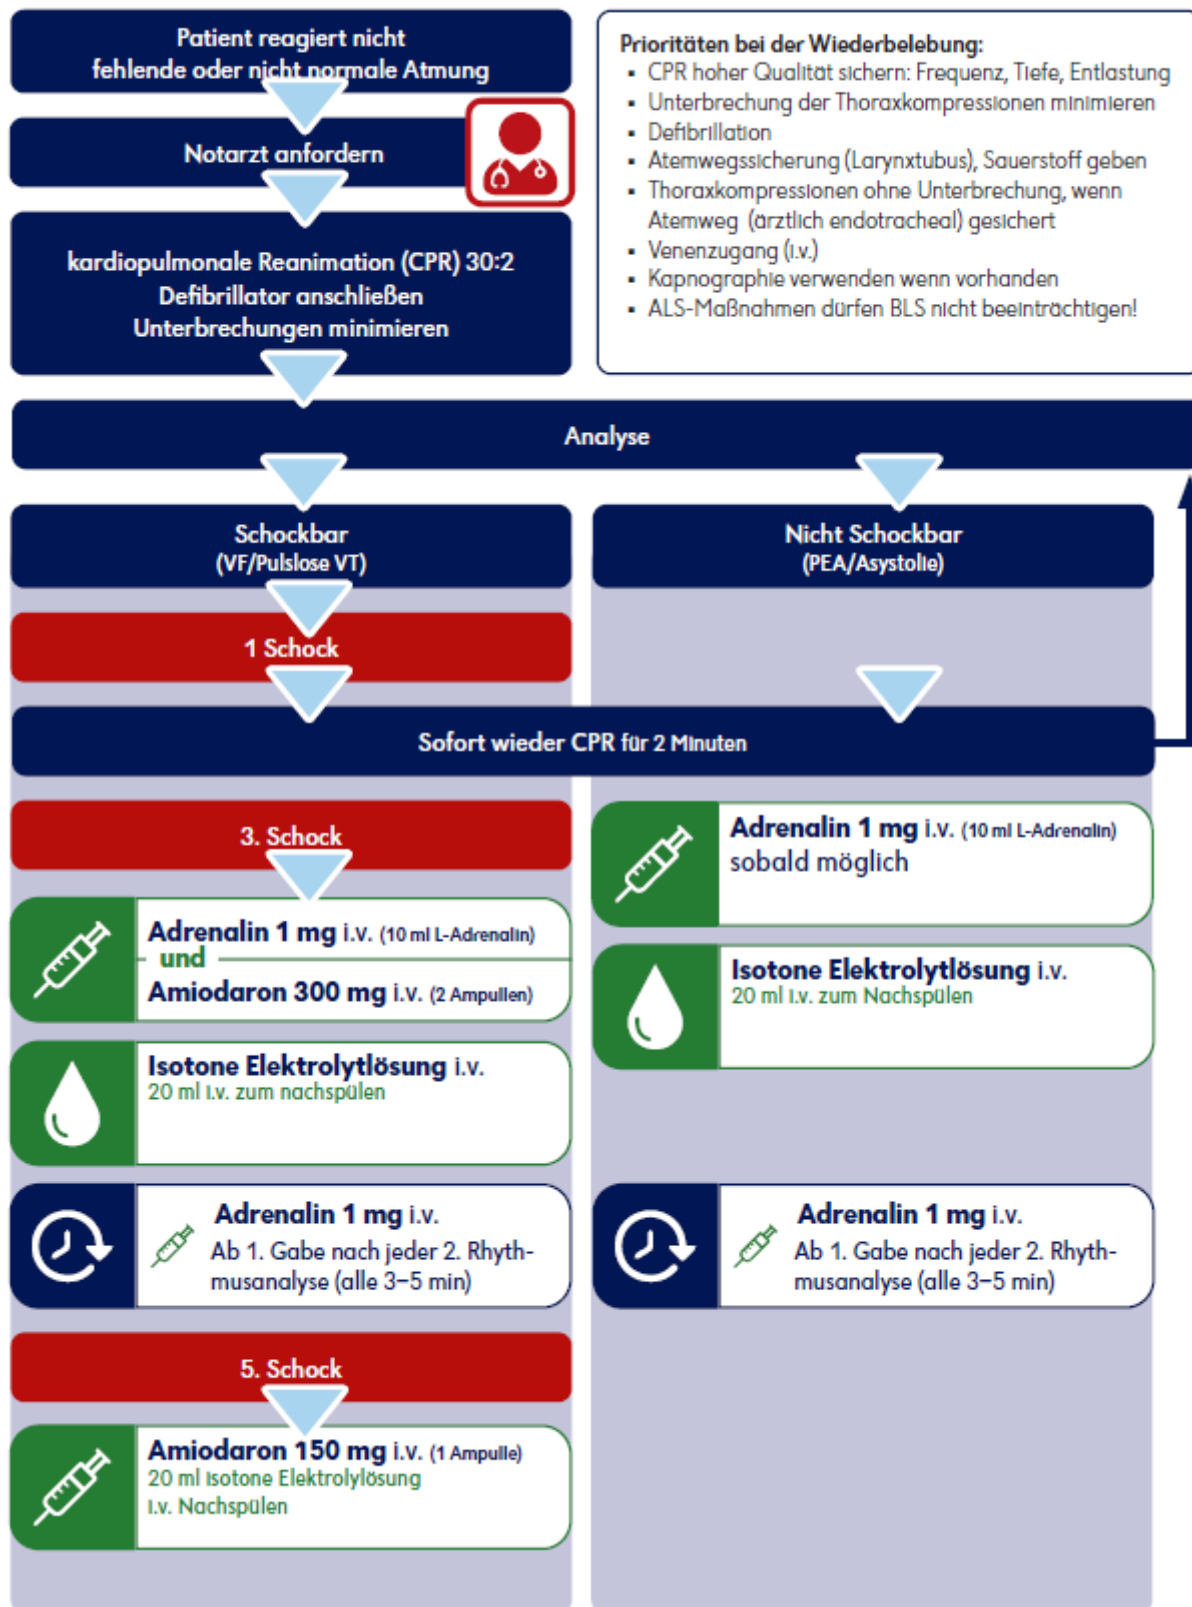 Patient reagiert nicht
fehlende oder nicht normale Atmung
Notarzt anfordern
kardiopulmonale Reanimation (CPR) 30:2
Defibrillator anschließen
Unterbrechungen minimieren
Prioritäten bei der Wiederbelebung:
▪ CPR hoher Qualität sichern: Frequenz, Tiefe, Entlastung
▪ Unterbrechung der Thoraxkompressionen minimieren
▪ Defibrillation
▪ Atemwegssicherung (Larynxtubus), Sauerstoff geben
▪ Thoraxkompressionen ohne Unterbrechung, wenn
Atemweg (ärztlich endotracheal) gesichert
▪ Venenzugang (i.v.)
▪ Kapnographie verwenden wenn vorhanden
▪ ALS-Maßnahmen dürfen BLS nicht beeinträchtigen!
Analyse
Schockbar
(VF/Pulslose VT)
Nicht Schockbar
(PEA/Asystolie)
1 Schock
Sofort wieder CPR für 2 Minuten
3. Schock
Adrenalin 1 mg i.v. (10 ml L-Adrenalin)
und
Amiodaron 300 mg i.v. (2 Ampullen)
Isotone Elektrolytlösung i.v.
20 ml i.v. zum nachspülen
Adrenalin 1 mg i.v.
Ab 1. Gabe nach jeder 2. Rhyth-
musanalyse (alle 3–5 min)
5. Schock
Amiodaron 150 mg i.v. (1 Ampulle)
20 ml Isotone Elektrolylösung
i.v. Nachspülen
Adrenalin 1 mg i.v. (10 ml L-Adrenalin)
sobald möglich
Isotone Elektrolytlösung i.v.
20 ml i.v. zum Nachspülen
Adrenalin 1 mg i.v.
Ab 1. Gabe nach jeder 2. Rhyth-
musanalyse (alle 3–5 min)